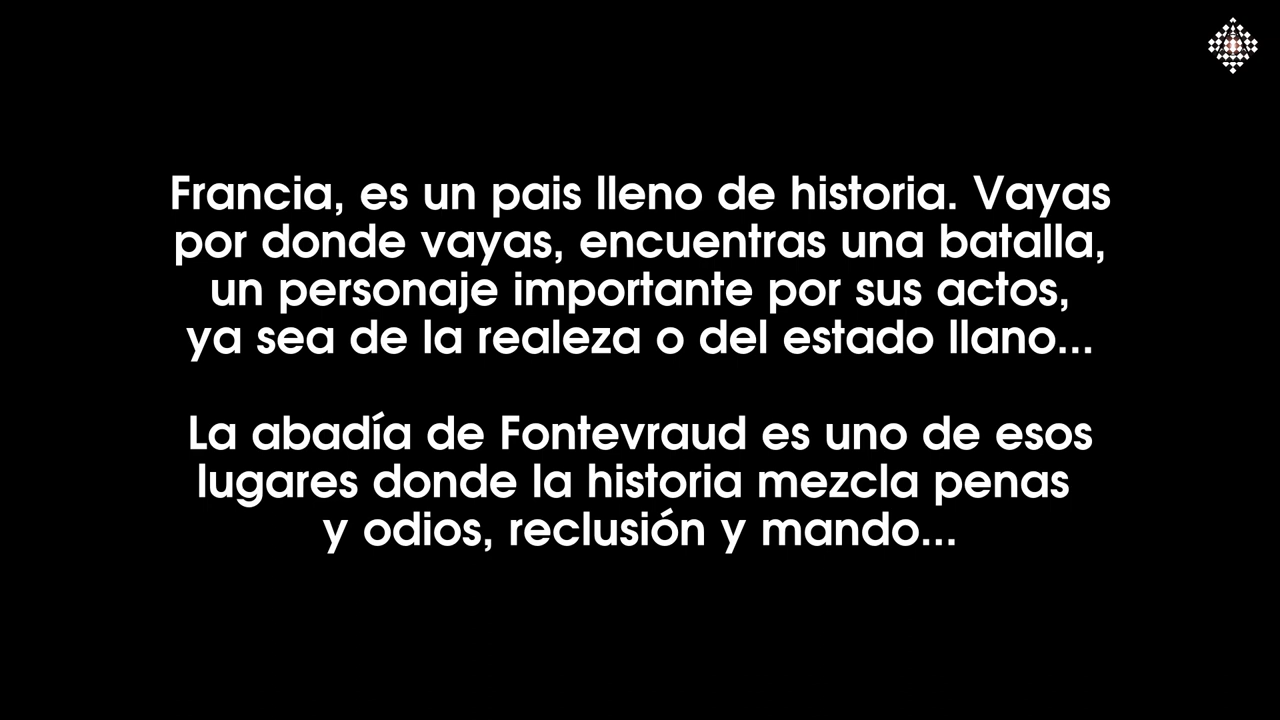 Francia, es un pais lleno de historia. Vayas
por donde vayas, encuentras una batalla,
un personaje importante por sus actos,
ya sea de la realeza o del estado llano...
La abadía de Fontevraud es uno de esos
lugares donde la historia mezcla penas
y odios, reclusión y mando...